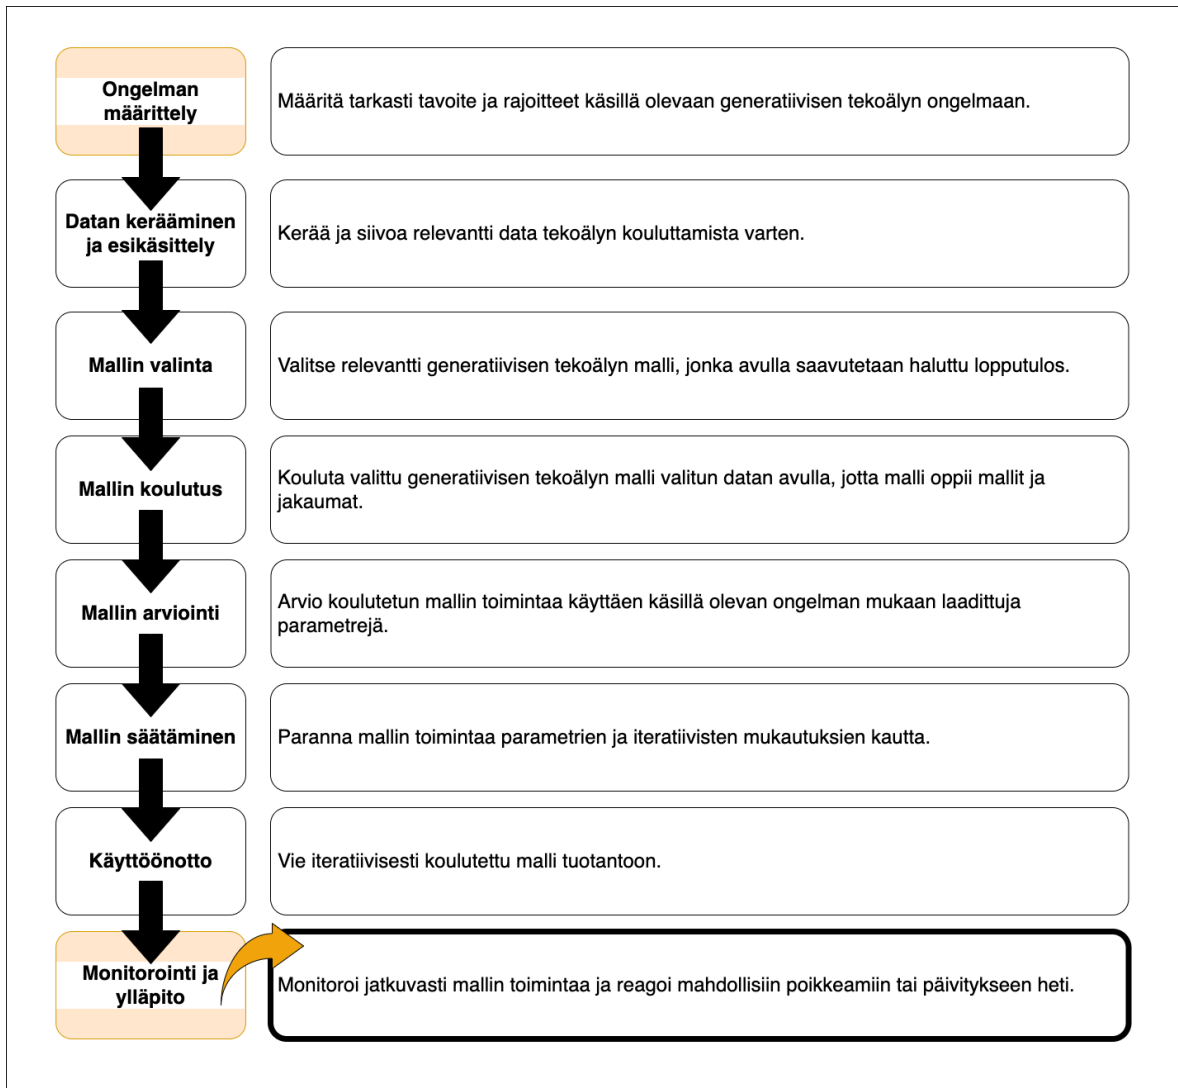 Ongelman
määrittely
Määritä tarkasti tavoite ja rajoitteet käsillä olevaan generatiivisen tekoälyn ongelmaan.
Datan kerääminen
ja esikäsittely
Kerää ja siivoa relevantti data tekoälyn kouluttamista varten.
Mallin valinta
Valitse relevantti generatiivisen tekoälyn malli, jonka avulla saavutetaan haluttu lopputulos.
Mallin koulutus
Kouluta valittu generatiivisen tekoälyn malli valitun datan avulla, jotta malli oppii mallit ja
jakaumat.
Mallin arviointi
Arvio koulutetun mallin toimintaa käyttäen käsillä olevan ongelman mukaan laadittuja
parametrejä.
Mallin säätäminen
Paranna mallin toimintaa parametrien ja iteratiivisten mukautuksien kautta.
Käyttöönotto
Vie iteratiivisesti koulutettu malli tuotantoon.
Monitorointi ja
ylläpito
Monitoroi jatkuvasti mallin toimintaa ja reagoi mahdollisiin poikkeamiin tai päivitykseen heti.